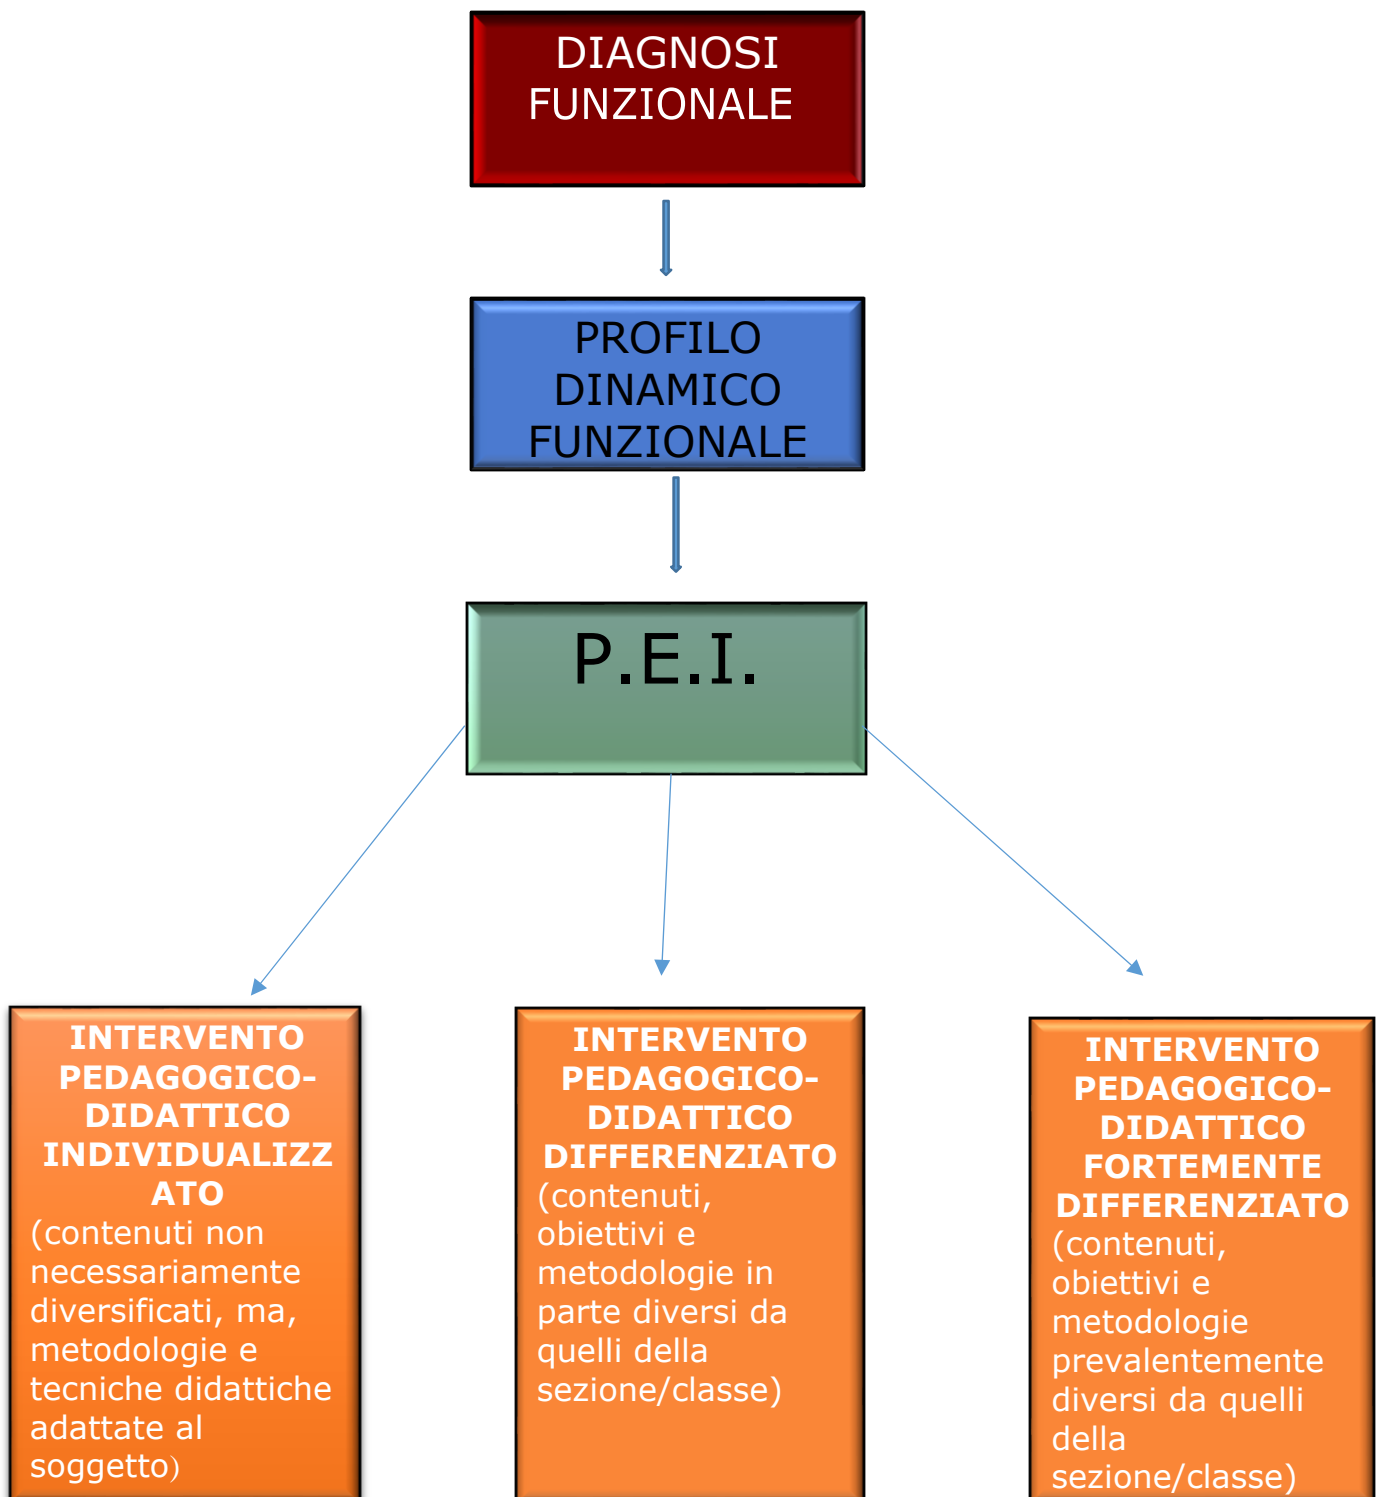 DIAGNOSI
FUNZIONALE
PROFILO
DINAMICO
FUNZIONALE
P.E.I.
INTERVENTO
PEDAGOGICO-
DIDATTICO
INDIVIDUALIZZ
ATO
(contenuti non
necessariamente
diversificati, ma,
metodologie e
tecniche didattiche
adattate al
soggetto)
INTERVENTO
PEDAGOGICO-
DIDATTICO
DIFFERENZIATO
(contenuti,
obiettivi e
metodologie in
parte diversi da
quelli della
sezione/classe)
INTERVENTO
PEDAGOGICO-
DIDATTICO
FORTEMENTE
DIFFERENZIATO
(contenuti,
obiettivi e
metodologie
prevalentemente
diversi da quelli
della
sezione/classe)